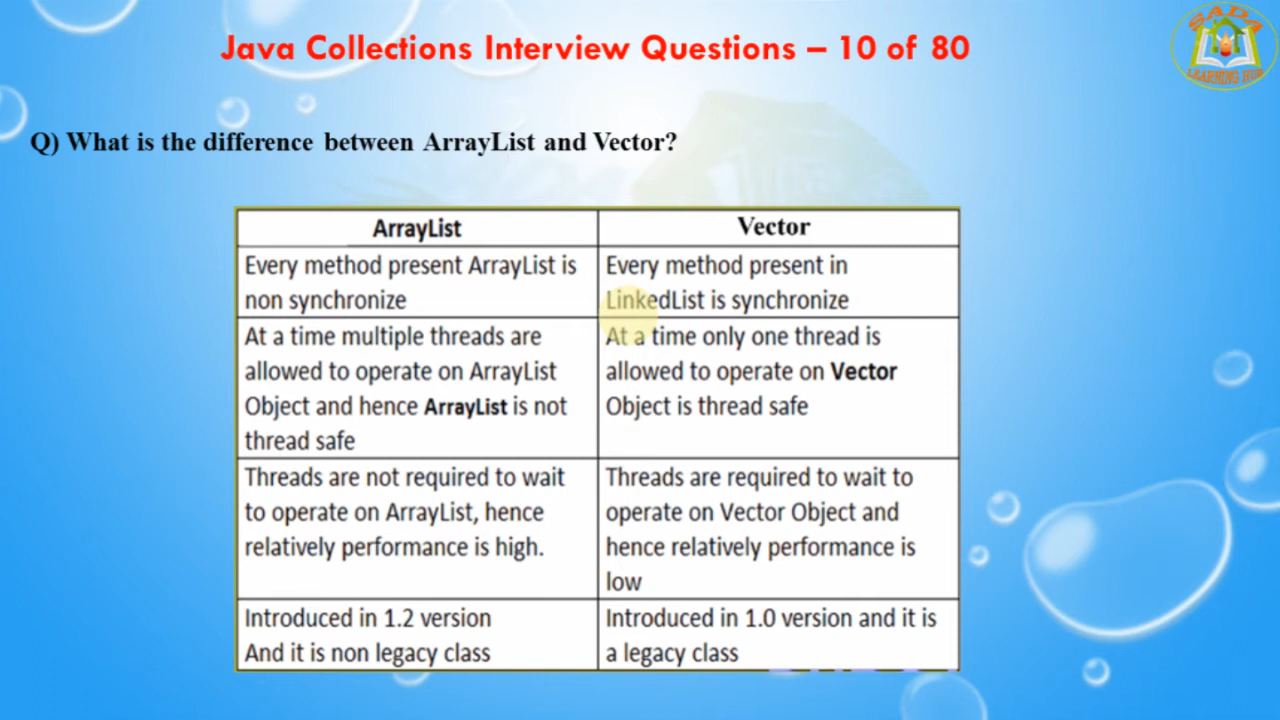 Java Collections Interview Questions – 10 of 80
SADA
LEARNING HUB
Q) What is the difference between ArrayList and Vector?
ArrayList
Vector
Every method present ArrayList is
non synchronize
Every method present in
LinkedList is synchronize
At a time multiple threads are
allowed to operate on ArrayList
Object and hence ArrayList is not
thread safe
At a time only one thread is
allowed to operate on Vector
Object is thread safe
Threads are not required to wait
to operate on ArrayList, hence
relatively performance is high.
Threads are required to wait to
operate on Vector Object and
hence relatively performance is
low
Introduced in 1.2 version
And it is non legacy class
Introduced in 1.0 version and it is
a legacy class